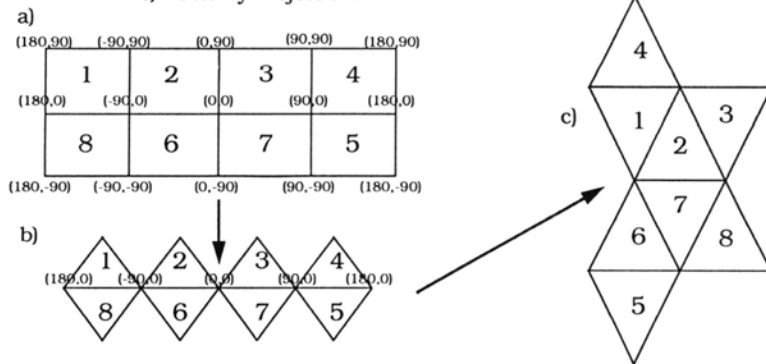 a)
(180,90) (-90,90) (0,90) (90,90) (180,90)
1 2 3 4
(180,0) (-90,0) (0,0) (90,0) (180,0)
8 6 7 5
(180,-90) (-90,-90) (0,-90) (90,-90) (180,-90)
b)
1 2 3 4
(180,0) (-90,0) (0,0) (90,0) (180,0)
8 6 7 5
c)
4
1 2 3
6 7 8
5